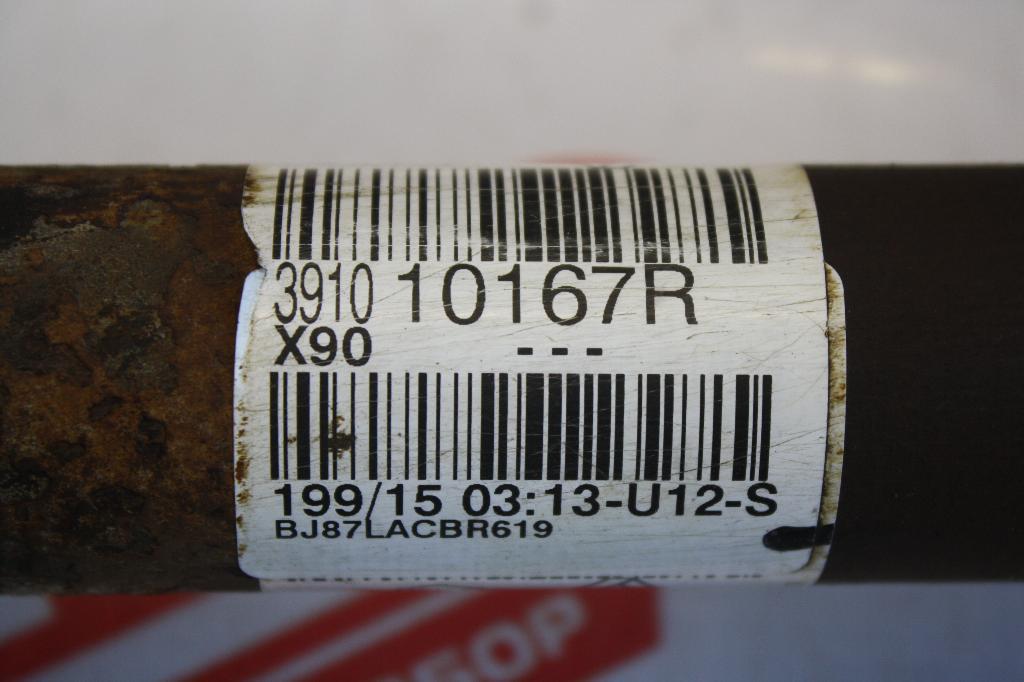 3910 10167R
X90 ---
199/15 03:13-U12-S
BJ87LACBR619